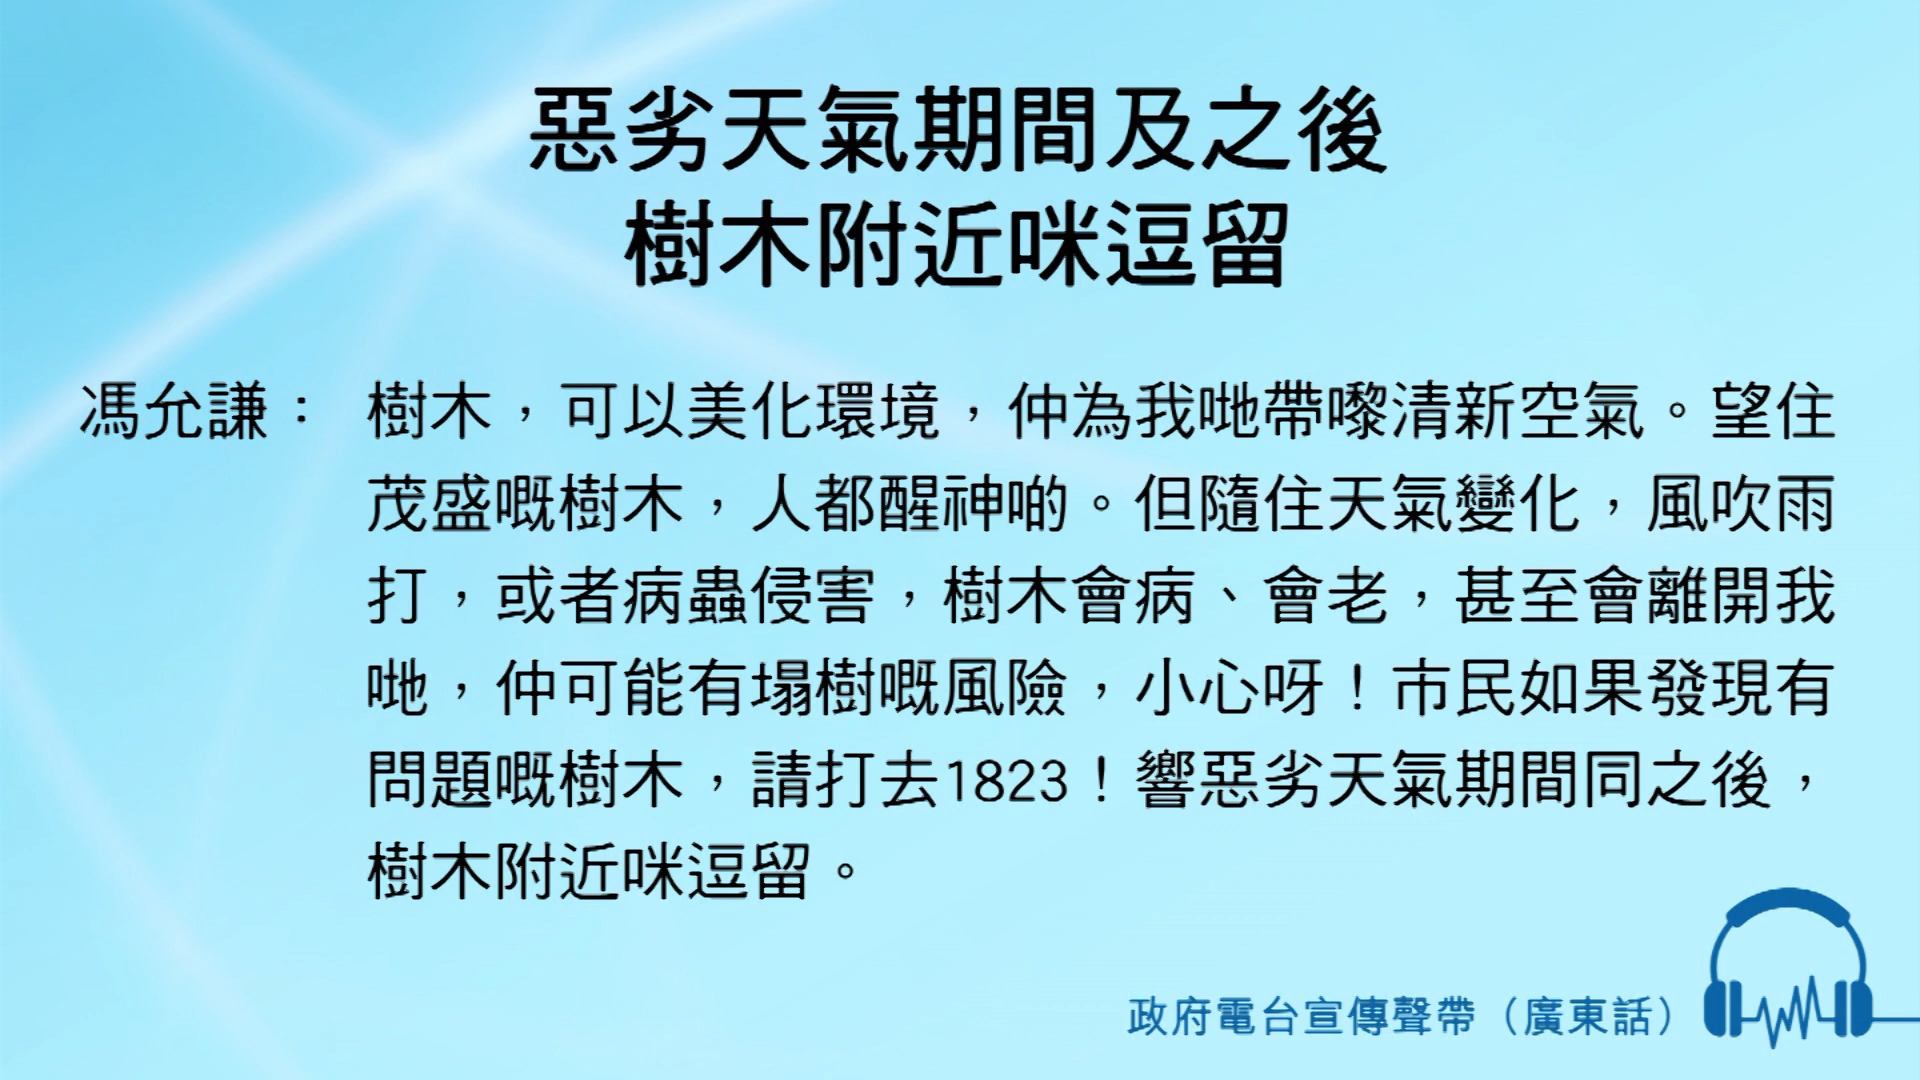 惡劣天氣期間及之後
樹木附近咪逗留
馮允謙： 樹木，可以美化環境，仲為我哋帶嚟清新空氣。望住
茂盛嘅樹木，人都醒神啲。但隨住天氣變化，風吹雨
打，或者病蟲侵害，樹木會病、會老，甚至會離開我
哋，仲可能有塌樹嘅風險，小心呀！市民如果發現有
問題嘅樹木，請打去1823！響惡劣天氣期間同之後，
樹木附近咪逗留。
政府電台宣傳聲帶（廣東話）